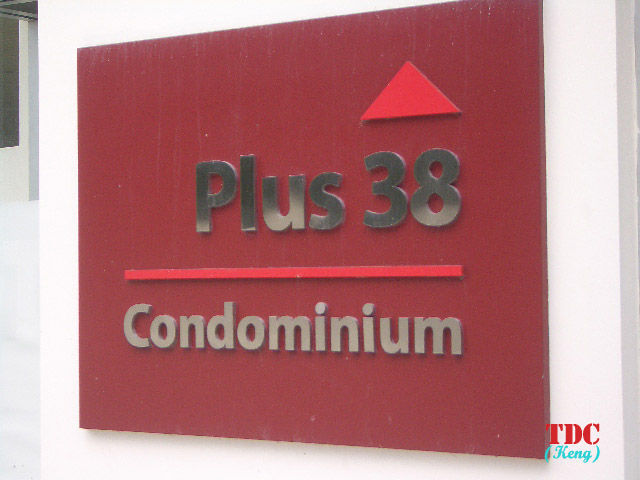 Plus 38
Condominium
TDC
(Keng)